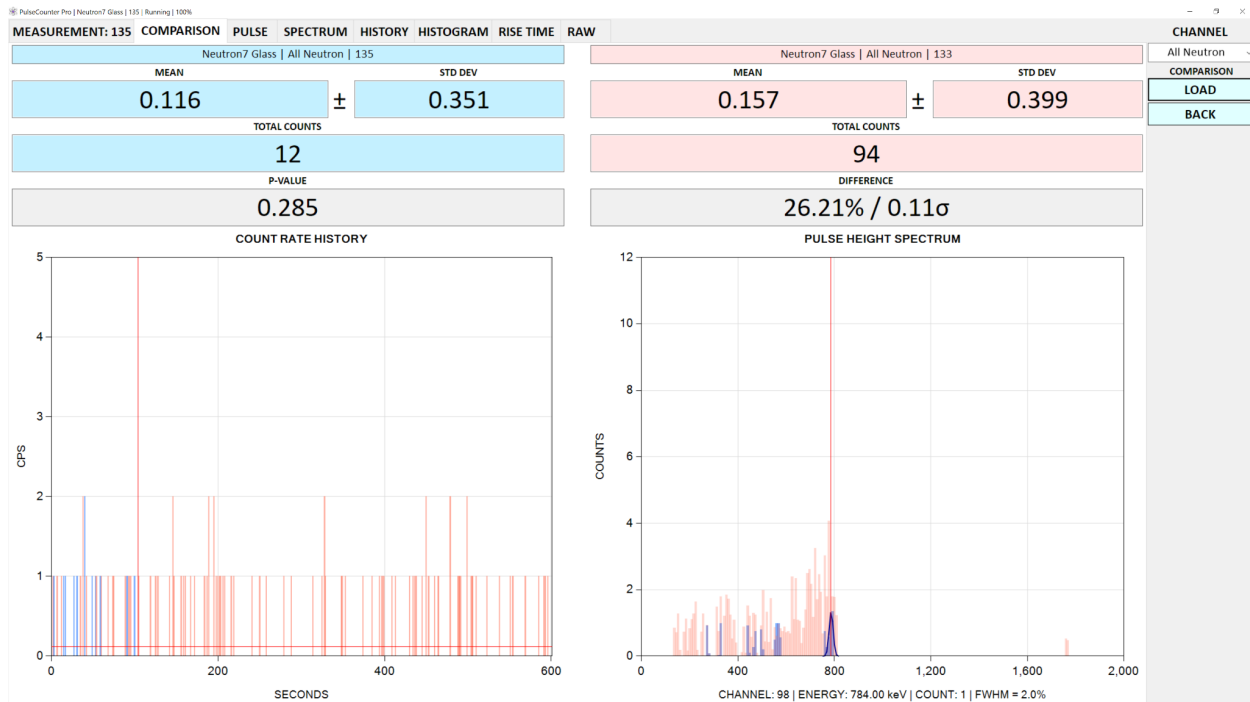 PulseCounter Pro | Neutron7 Glass | 135 | Running | 100%
MEASUREMENT: 135 COMPARISON PULSE SPECTRUM HISTORY HISTOGRAM RISE TIME RAW
CHANNEL
All Neutron
COMPARISON
LOAD
BACK
Neutron7 Glass | All Neutron | 135
MEAN STD DEV
0.116 ± 0.351
TOTAL COUNTS
12
P-VALUE
0.285
Neutron7 Glass | All Neutron | 133
MEAN STD DEV
0.157 ± 0.399
TOTAL COUNTS
94
DIFFERENCE
26.21% / 0.11σ
COUNT RATE HISTORY
5
4
3
2
1
0
CPS
0 200 400 600
SECONDS
PULSE HEIGHT SPECTRUM
12
10
8
6
4
2
0
COUNTS
0 400 800 1,200 1,600 2,000
CHANNEL: 98 | ENERGY: 784.00 keV | COUNT: 1 | FWHM = 2.0%